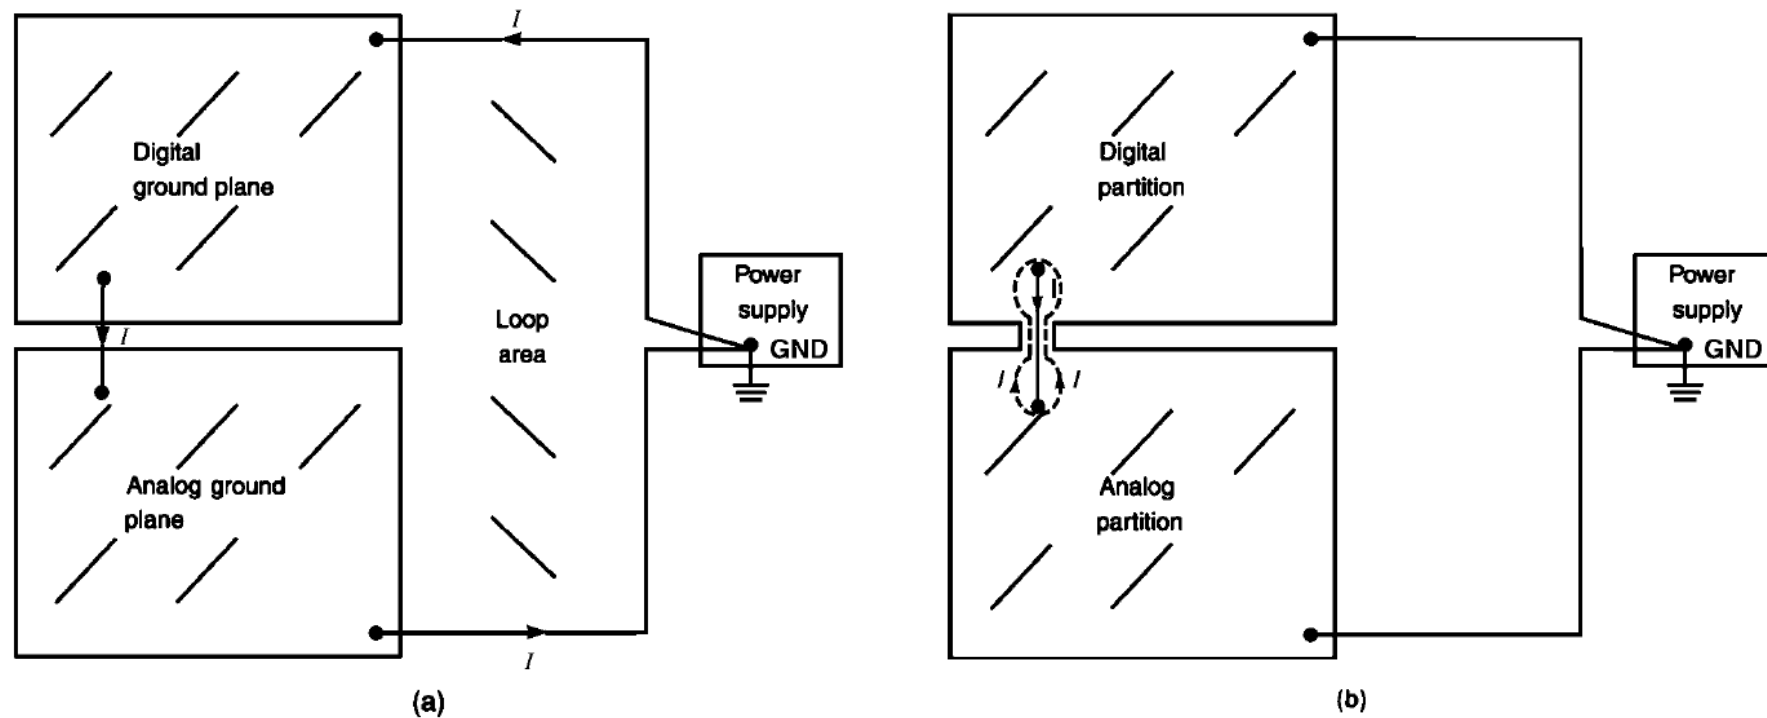 I
Digital
ground plane
I
Loop
area
Power
supply
GND
Analog ground
plane
I
(a)
Digital
partition
I
I
I
Power
supply
GND
Analog
partition
(b)